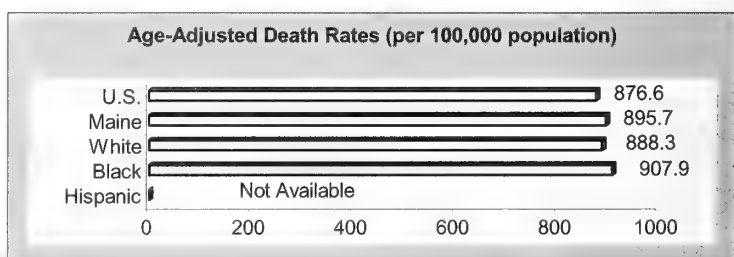 Age-Adjusted Death Rates (per 100,000 population)
U.S. 876.6
Maine 895.7
White 888.3
Black 907.9
Hispanic Not Available
0 200 400 600 800 1000